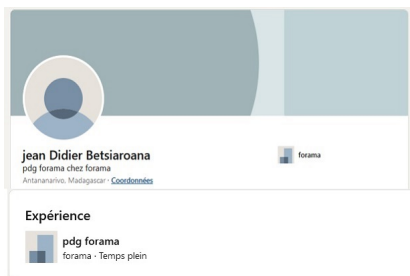 jean Didier Betsiaroana
pdg forama chez forama
forama
Antananarivo, Madagascar · Coordonnées
Expérience
pdg forama
forama · Temps plein